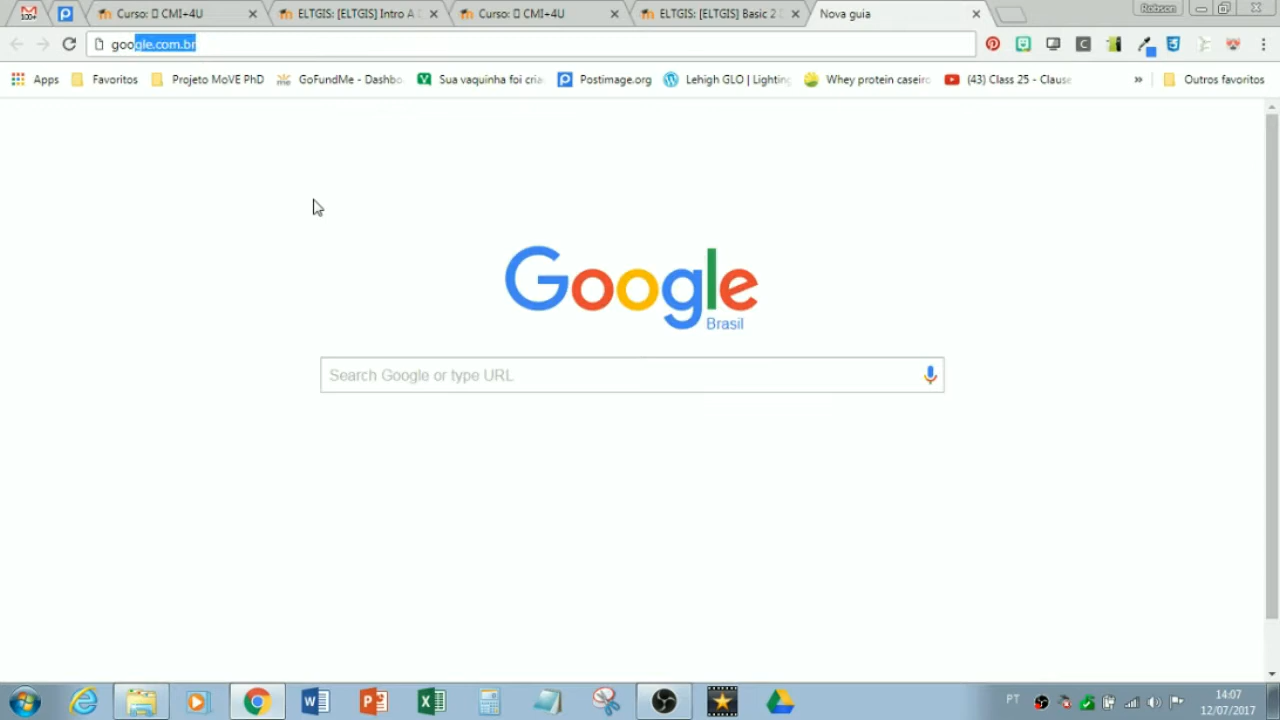 100+
Curso: CMI+4U
ELTGIS: [ELTGIS] Intro A
Curso: CMI+4U
ELTGIS: [ELTGIS] Basic 2
Nova guia
Robson
google.com.br
Apps
Favoritos
Projeto MoVE PhD
GoFundMe - Dashbo
Sua vaquinha foi cria
Postimage.org
Lehigh GLO | Lighting
Whey protein caseiro
(43) Class 25 - Clause
»
Outros favoritos
Google
Brasil
Search Google or type URL
PT
14:07
12/07/2017